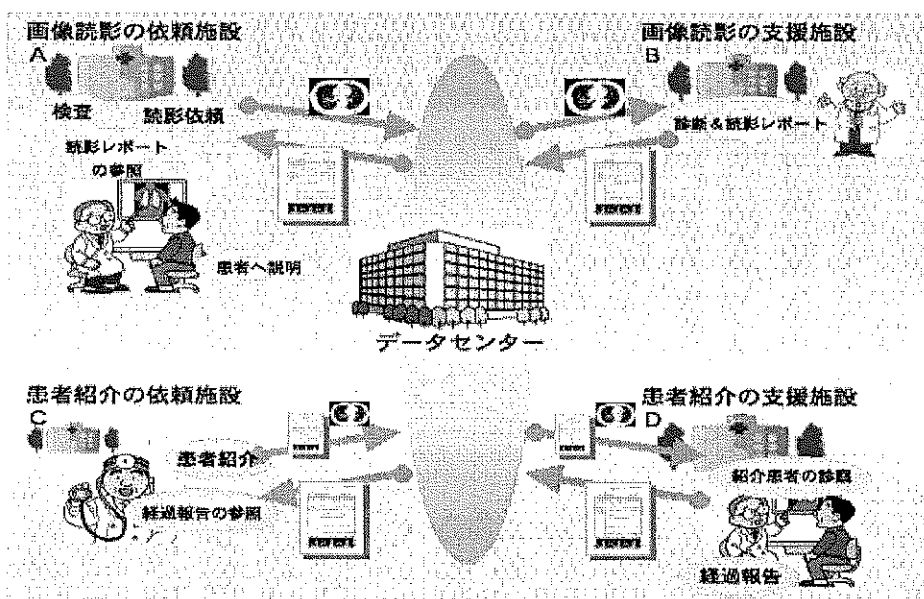 画像読影の依頼施設
A
検査
読影依頼
読影レポート
の参照
患者へ説明
画像読影の支援施設
B
診断&読影レポート
データセンター
患者紹介の依頼施設
C
患者紹介
経過報告の参照
患者紹介の支援施設
D
紹介患者の診察
経過報告